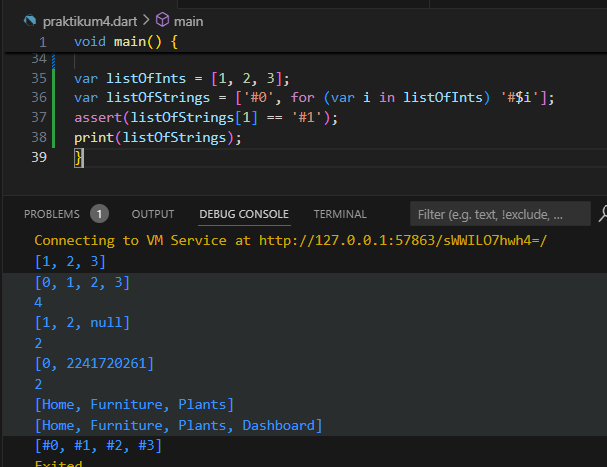 praktikum4.dart > main
1 void main() {
34
35 var listOfInts = [1, 2, 3];
36 var listOfStrings = ['#0', for (var i in listOfInts) '#$i'];
37 assert(listOfStrings[1] == '#1');
38 print(listOfStrings);
39 }
PROBLEMS 1 OUTPUT DEBUG CONSOLE TERMINAL Filter (e.g. text, !exclude, ...
Connecting to VM Service at http://127.0.0.1:57863/sWWILO7hwh4=/
[1, 2, 3]
[0, 1, 2, 3]
4
[1, 2, null]
2
[0, 2241720261]
2
[Home, Furniture, Plants]
[Home, Furniture, Plants, Dashboard]
[#0, #1, #2, #3]
Exited